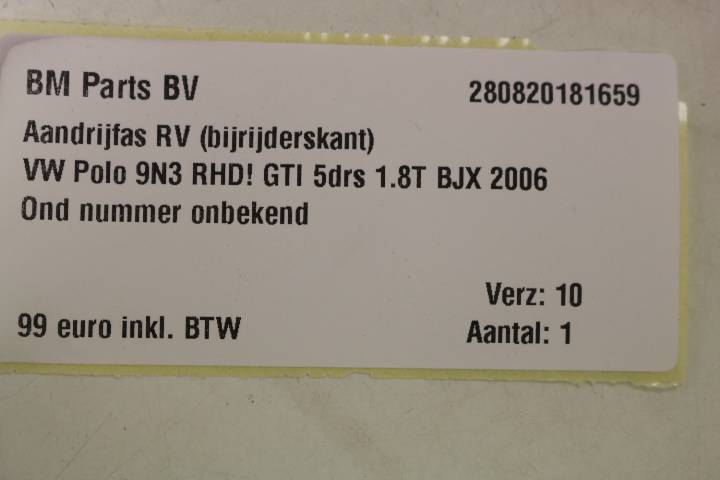 BM Parts BV 280820181659
Aandrijfas RV (bijrijderskant)
VW Polo 9N3 RHD! GTI 5drs 1.8T BJX 2006
Ond nummer onbekend
Verz: 10
99 euro inkl. BTW Aantal: 1